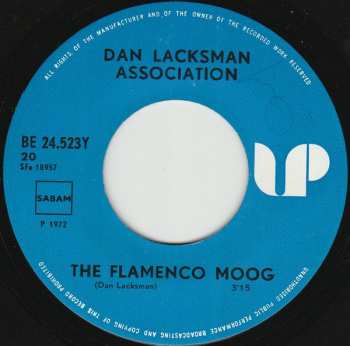 ALL RIGHTS OF THE MANUFACTURER AND OF THE OWNER OF THE RECORDED WORK RESERVED
DAN LACKSMAN
ASSOCIATION
BE 24.523Y
20
SFa 18957
UP
SABAM
P 1972
THE FLAMENCO MOOG
(Dan Lacksman)
3'15
UNAUTHORISED PUBLIC PERFORMANCE BROADCASTING AND COPYING OF THIS RECORD PROHIBITED